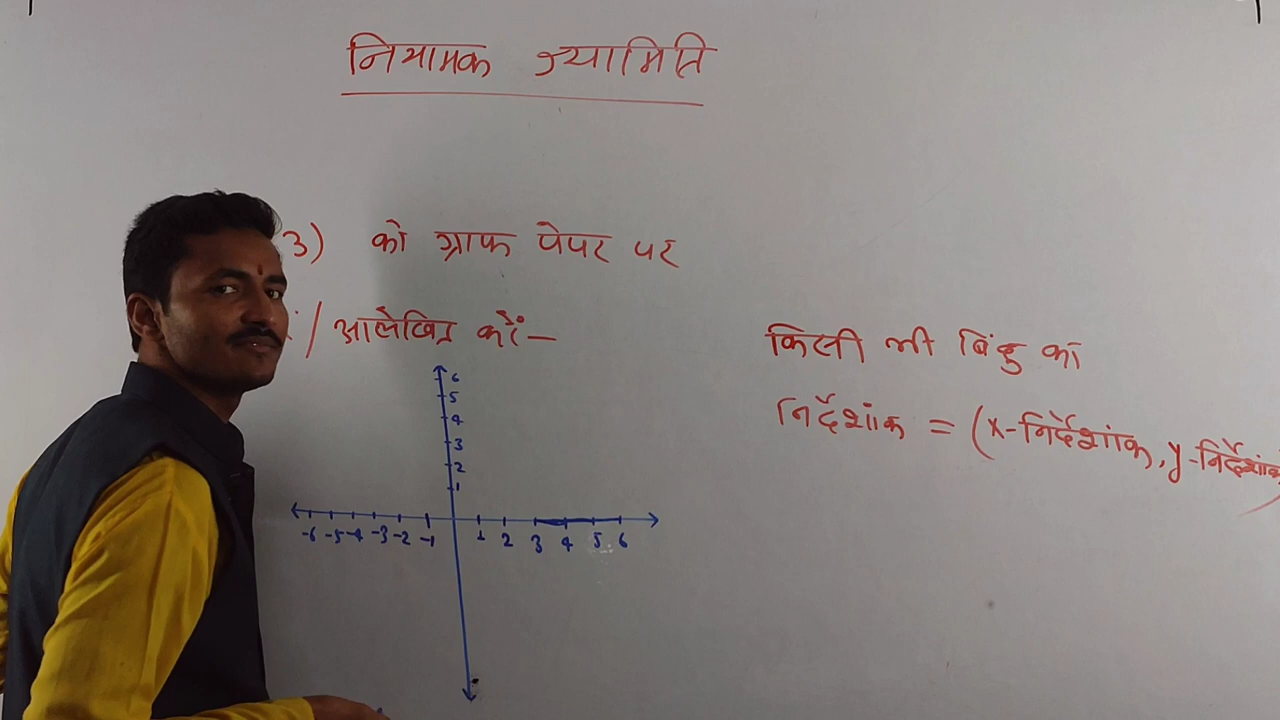 नियामक ज्यामिति
3) को ग्राफ पेपर पर
/ आलेखित करें-
किसी भी बिंदु का
निर्देशांक = (x-निर्देशांक, y-निर्देशांक)
6
5
4
3
2
1
-6 -5 -4 -3 -2 -1 1 2 3 4 5 6